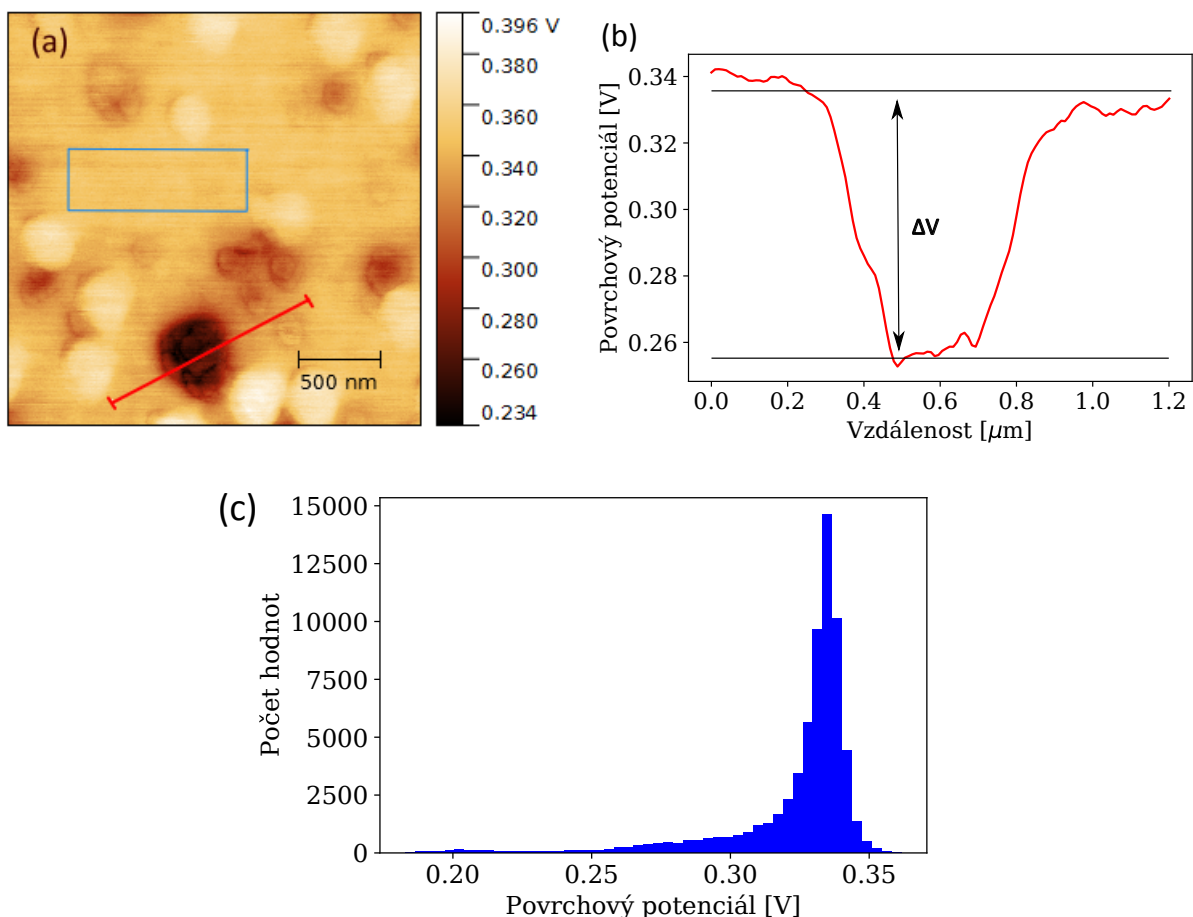 (a)
0.396 V
0.380
0.360
0.340
0.320
0.300
0.280
0.260
0.234
500 nm
(b)
Povrchový potenciál [V]
0.34
0.32
0.30
0.28
0.26
ΔV
0.0 0.2 0.4 0.6 0.8 1.0 1.2
Vzdálenost [μm]
(c)
Počet hodnot
15000
12500
10000
7500
5000
2500
0
0.20 0.25 0.30 0.35
Povrchový potenciál [V]